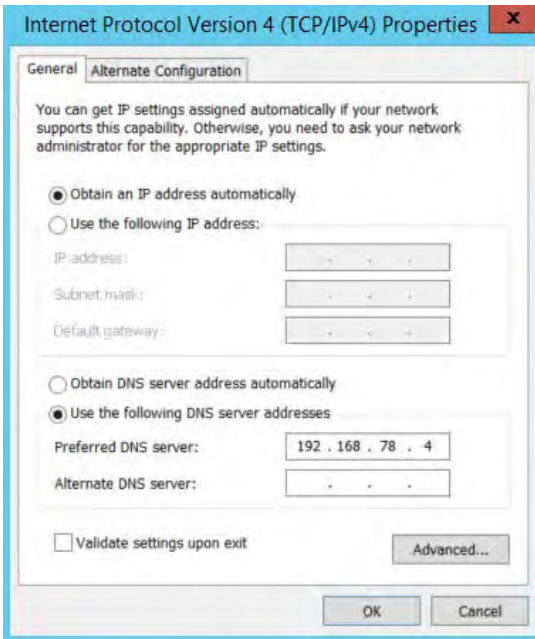 Internet Protocol Version 4 (TCP/IPv4) Properties
x
General
Alternate Configuration
You can get IP settings assigned automatically if your network
supports this capability. Otherwise, you need to ask your network
administrator for the appropriate IP settings.
Obtain an IP address automatically
Use the following IP address:
IP address:
Subnet mask:
Default gateway:
Obtain DNS server address automatically
Use the following DNS server addresses
Preferred DNS server: 192 . 168 . 78 . 4
Alternate DNS server:
Validate settings upon exit
Advanced...
OK
Cancel